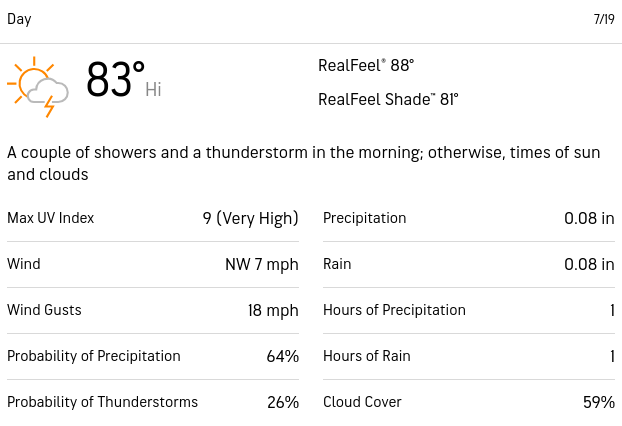 Day 7/19
83° Hi
RealFeel® 88°
RealFeel Shade™ 81°
A couple of showers and a thunderstorm in the morning; otherwise, times of sun
and clouds
Max UV Index 9 (Very High)
Precipitation 0.08 in
Wind NW 7 mph
Rain 0.08 in
Wind Gusts 18 mph
Hours of Precipitation 1
Probability of Precipitation 64%
Hours of Rain 1
Probability of Thunderstorms 26%
Cloud Cover 59%